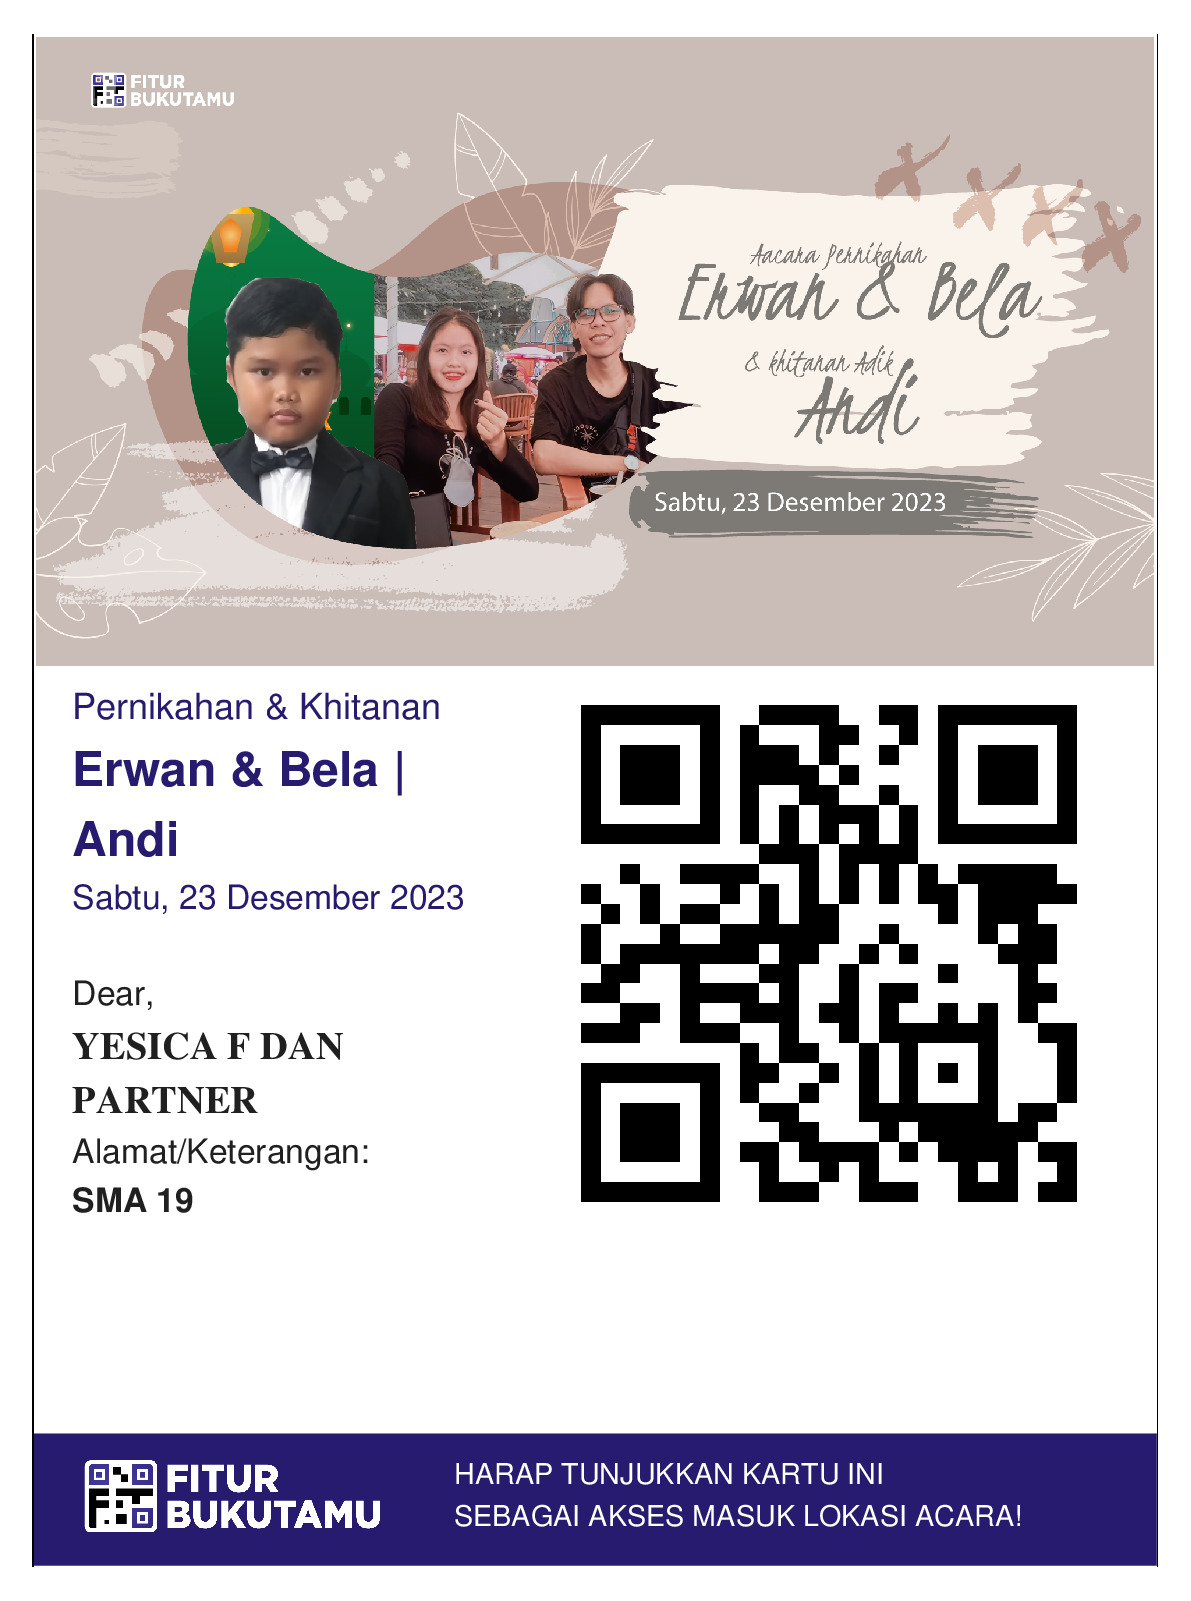 FITUR
BUKUTAMU
Aacara Pernikahan
Erwan & Bela
& khitanan Adik
Andi
Sabtu, 23 Desember 2023
Pernikahan & Khitanan
Erwan & Bela |
Andi
Sabtu, 23 Desember 2023
Dear,
YESICA F DAN
PARTNER
Alamat/Keterangan:
SMA 19
FITUR
BUKUTAMU
HARAP TUNJUKKAN KARTU INI
SEBAGAI AKSES MASUK LOKASI ACARA!